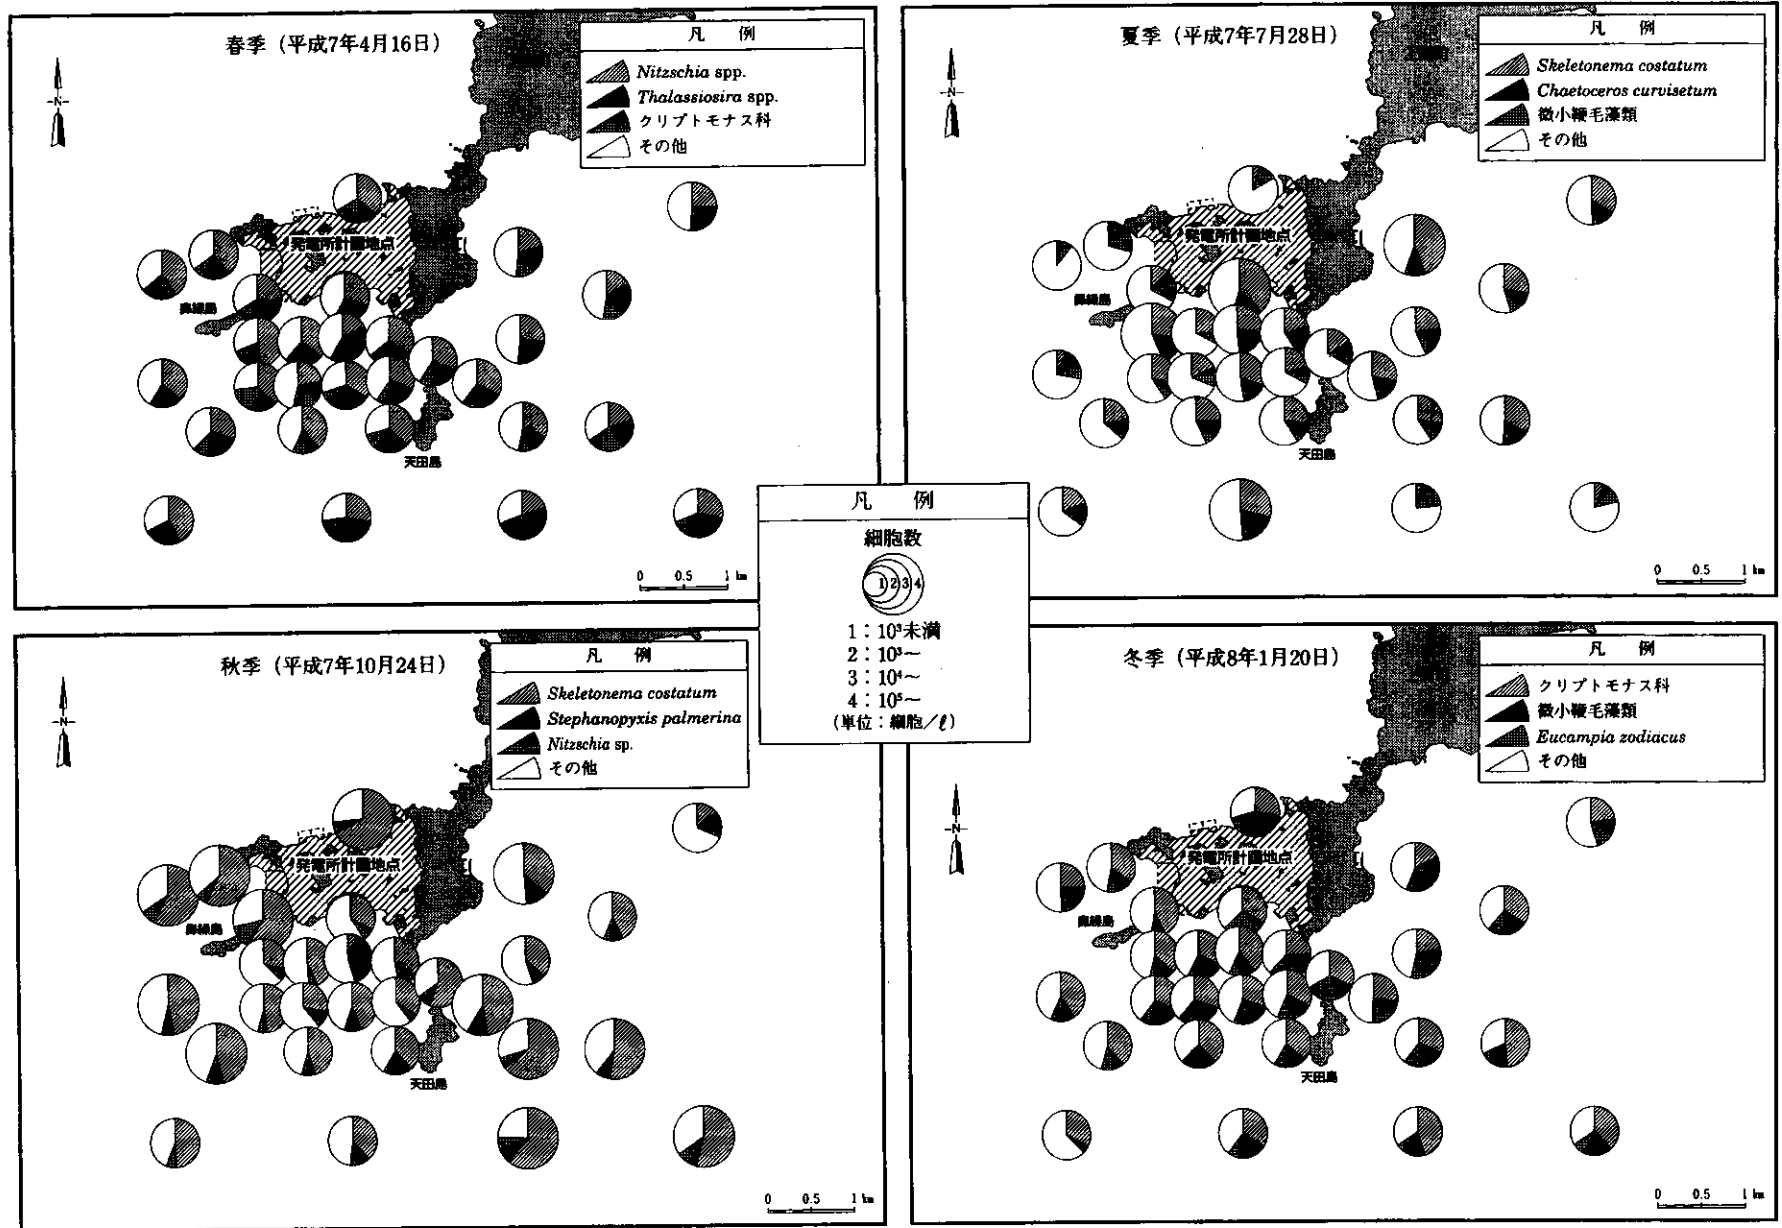 春季（平成7年4月16日）
凡 例
Nitzschia spp.
Thalassiosira spp.
クリプトモナス科
その他
N
発電所計画地点
鼻繰島
天田島
0 0.5 1 km
夏季（平成7年7月28日）
凡 例
Skeletonema costatum
Chaetoceros curvisetum
微小鞭毛藻類
その他
N
発電所計画地点
鼻繰島
天田島
0 0.5 1 km
凡 例
細胞数
1 2 3 4
1：10³未満
2：10³～
3：10⁴～
4：10⁵～
（単位：細胞／ℓ）
秋季（平成7年10月24日）
凡 例
Skeletonema costatum
Stephanopyxis palmerina
Nitzschia sp.
その他
N
発電所計画地点
鼻繰島
天田島
0 0.5 1 km
冬季（平成8年1月20日）
凡 例
クリプトモナス科
微小鞭毛藻類
Eucampia zodiacus
その他
N
発電所計画地点
鼻繰島
天田島
0 0.5 1 km